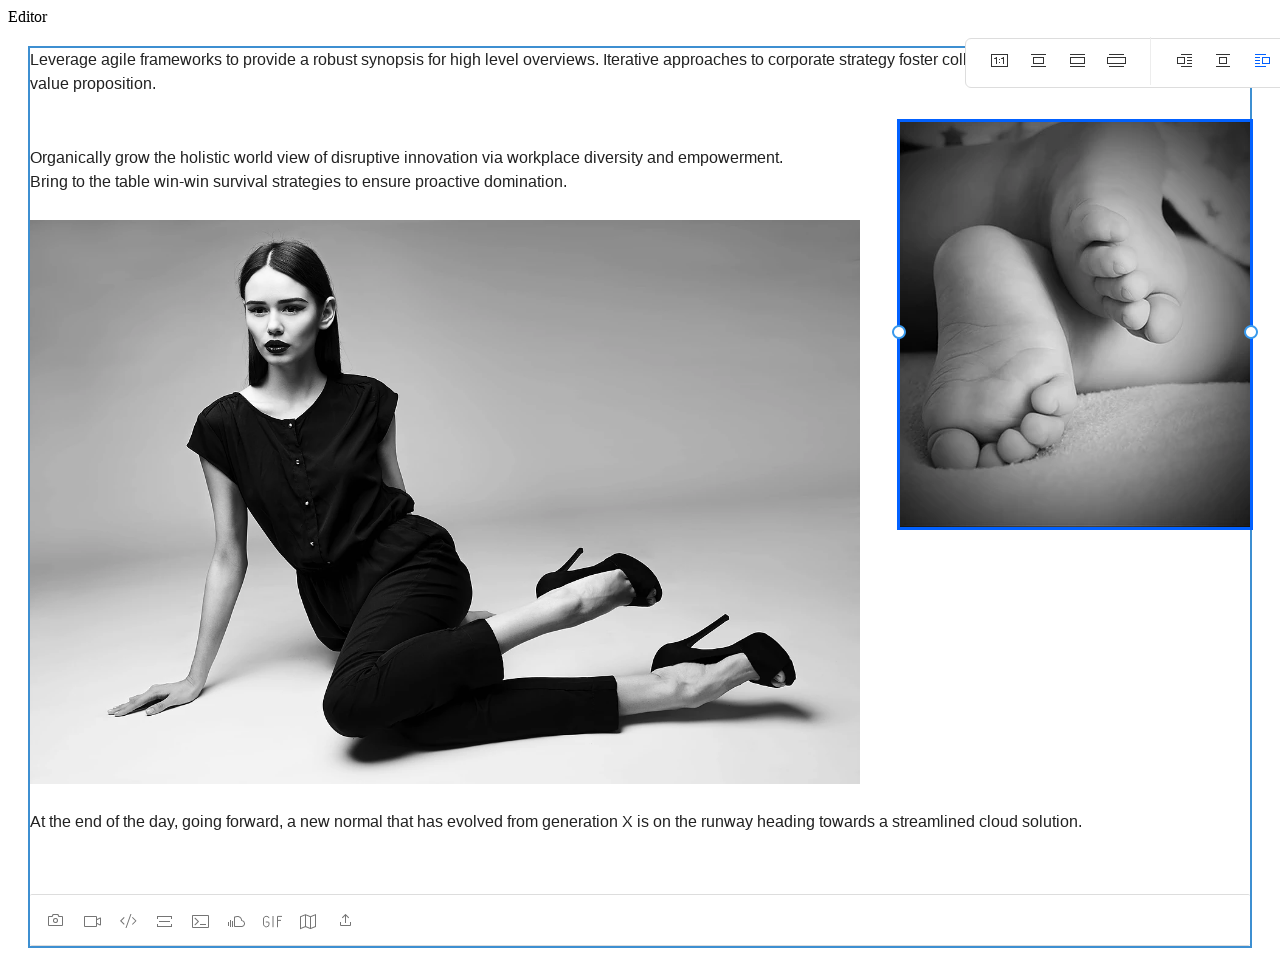 Editor
Leverage agile frameworks to provide a robust synopsis for high level overviews. Iterative approaches to corporate strategy foster
value proposition.
1:1
Organically grow the holistic world view of disruptive innovation via workplace diversity and empowerment.
Bring to the table win-win survival strategies to ensure proactive domination.
At the end of the day, going forward, a new normal that has evolved from generation X is on the runway heading towards a streamlined cloud solution.
GIF